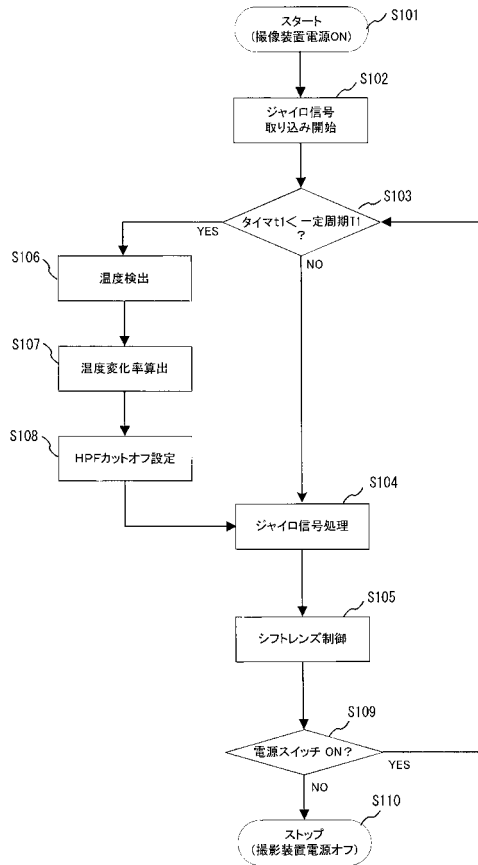 スタート
(撮像装置電源ON)
S101
S102
ジャイロ信号
取り込み開始
S103
タイマt1< 一定周期T1
?
YES
NO
S106
温度検出
S107
温度変化率算出
S108
HPFカットオフ設定
S104
ジャイロ信号処理
S105
シフトレンズ制御
S109
電源スイッチ ON?
YES
NO
S110
ストップ
(撮影装置電源オフ)